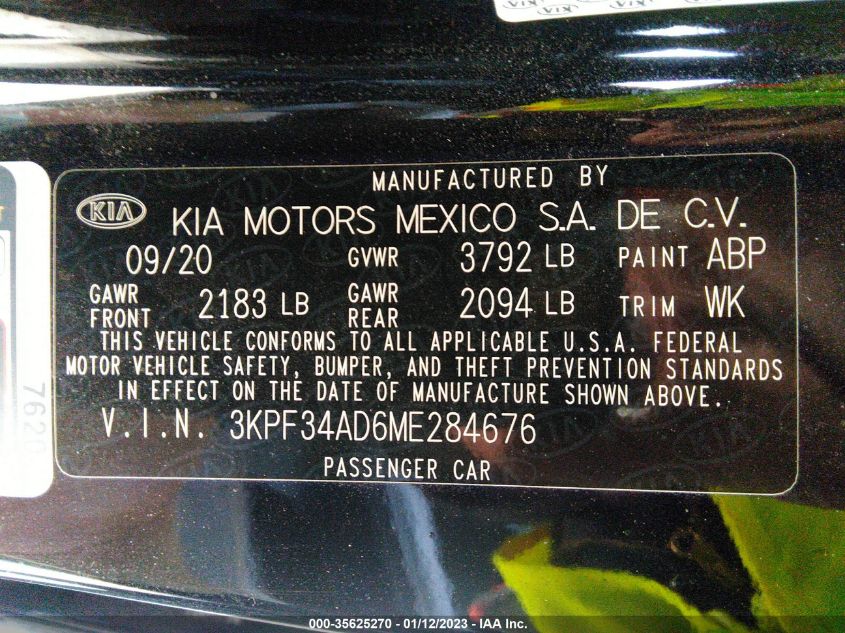 MANUFACTURED BY
KIA KIA MOTORS MEXICO S.A. DE C.V.
09/20 GVWR 3792 LB PAINT ABP
GAWR FRONT 2183 LB GAWR REAR 2094 LB TRIM WK
THIS VEHICLE CONFORMS TO ALL APPLICABLE U.S.A. FEDERAL
MOTOR VEHICLE SAFETY, BUMPER, AND THEFT PREVENTION STANDARDS
IN EFFECT ON THE DATE OF MANUFACTURE SHOWN ABOVE.
V.I.N. 3KPF34AD6ME284676
PASSENGER CAR
7620
000-35625270 - 01/12/2023 - IAA Inc.